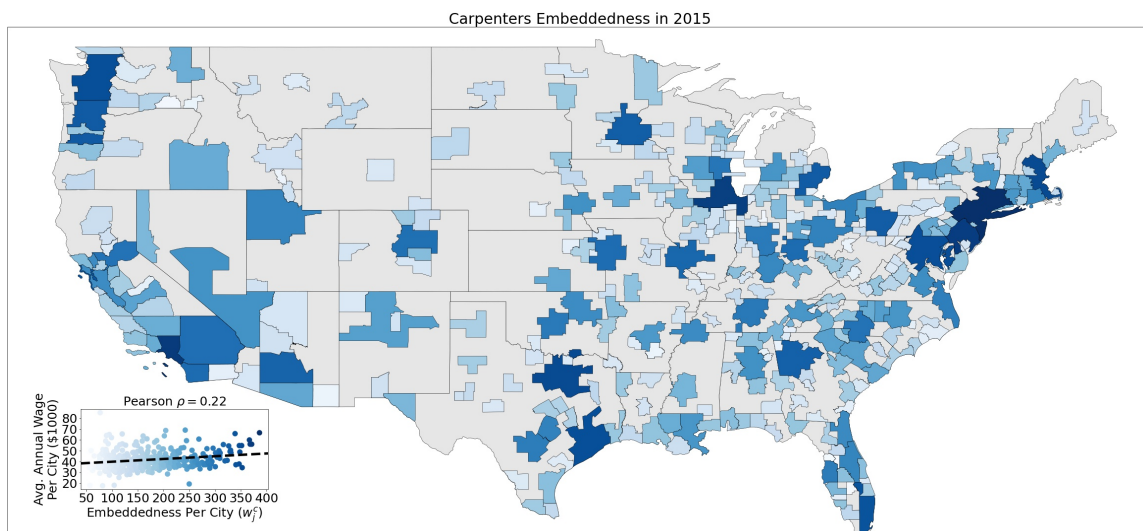 Carpenters Embeddedness in 2015
Pearson ρ = 0.22
Avg. Annual Wage
Per City ($1000)
80
70
60
50
40
30
20
50 100 150 200 250 300 350 400
Embeddedness Per City (w_j^c)